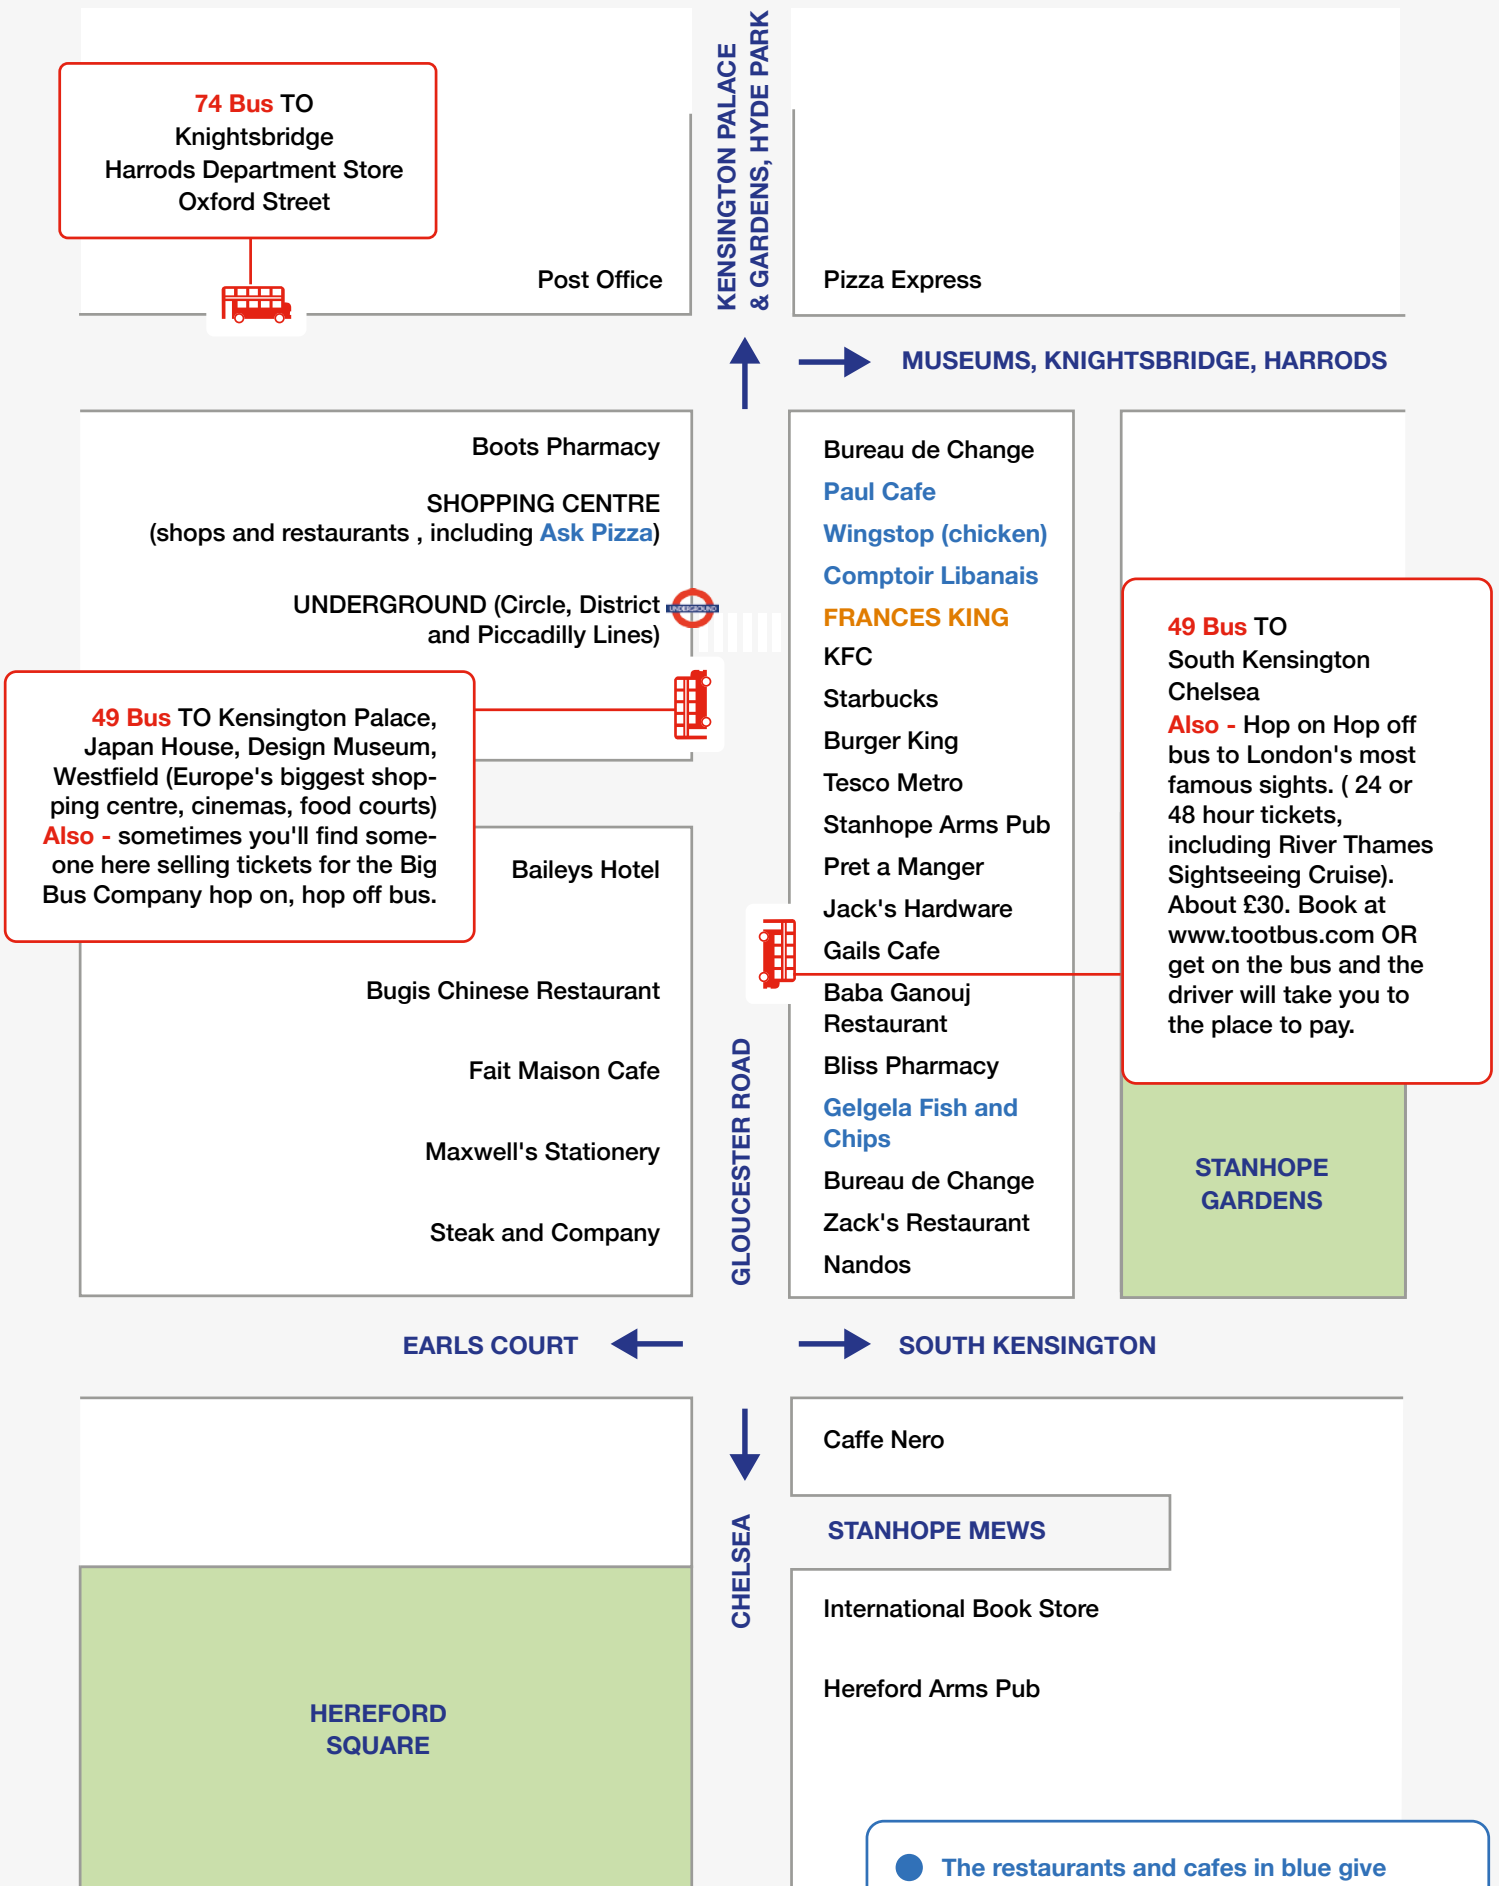 74 Bus TO
Knightsbridge
Harrods Department Store
Oxford Street
Post Office
KENSINGTON PALACE
& GARDENS, HYDE PARK
Pizza Express
MUSEUMS, KNIGHTSBRIDGE, HARRODS
Boots Pharmacy
SHOPPING CENTRE
(shops and restaurants , including Ask Pizza)
UNDERGROUND (Circle, District
and Piccadilly Lines)
UNDERGROUND
49 Bus TO Kensington Palace,
Japan House, Design Museum,
Westfield (Europe's biggest shop-
ping centre, cinemas, food courts)
Also - sometimes you'll find some-
one here selling tickets for the Big
Bus Company hop on, hop off bus.
Baileys Hotel
Bugis Chinese Restaurant
Fait Maison Cafe
Maxwell's Stationery
Steak and Company
GLOUCESTER ROAD
Bureau de Change
Paul Cafe
Wingstop (chicken)
Comptoir Libanais
FRANCES KING
KFC
Starbucks
Burger King
Tesco Metro
Stanhope Arms Pub
Pret a Manger
Jack's Hardware
Gails Cafe
Baba Ganouj
Restaurant
Bliss Pharmacy
Gelgela Fish and
Chips
Bureau de Change
Zack's Restaurant
Nandos
49 Bus TO
South Kensington
Chelsea
Also - Hop on Hop off
bus to London's most
famous sights. ( 24 or
48 hour tickets,
including River Thames
Sightseeing Cruise).
About £30. Book at
www.tootbus.com OR
get on the bus and the
driver will take you to
the place to pay.
STANHOPE
GARDENS
EARLS COURT
SOUTH KENSINGTON
CHELSEA
Caffe Nero
STANHOPE MEWS
International Book Store
Hereford Arms Pub
HEREFORD
SQUARE
The restaurants and cafes in blue give